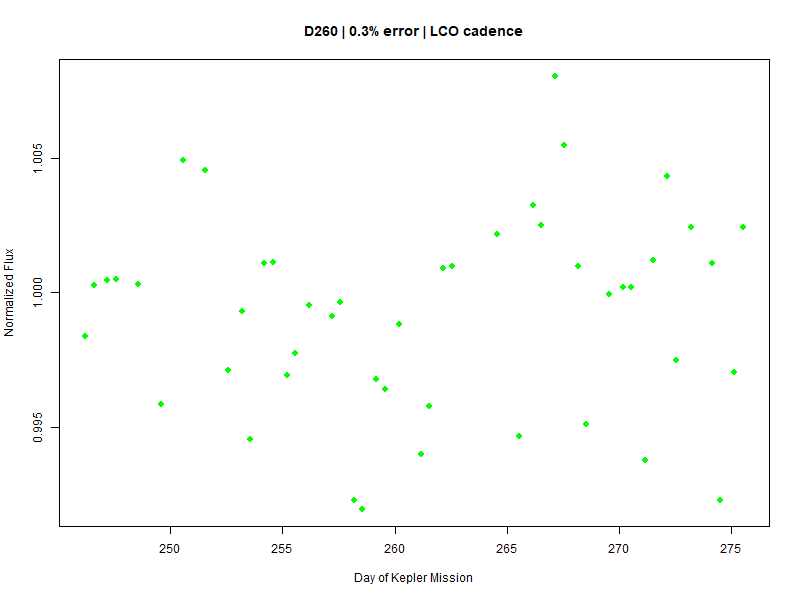 D260 | 0.3% error | LCO cadence
1.005
1.000
0.995
Normalized Flux
250 255 260 265 270 275
Day of Kepler Mission